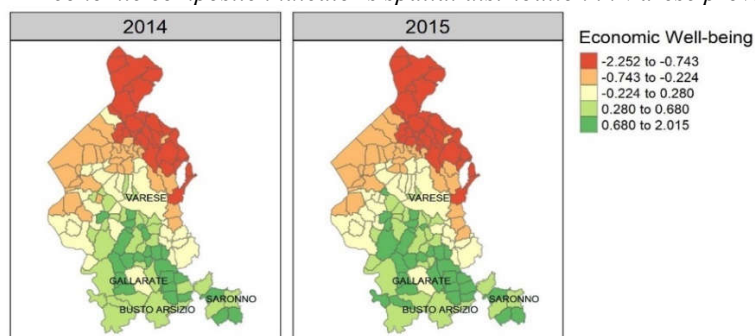 2014
2015
Economic Well-being
-2.252 to -0.743
-0.743 to -0.224
-0.224 to 0.280
0.280 to 0.680
0.680 to 2.015
VARESE
GALLARATE
SARONNO
BUSTO ARSIZIO
VARESE
GALLARATE
SARONNO
BUSTO ARSIZIO